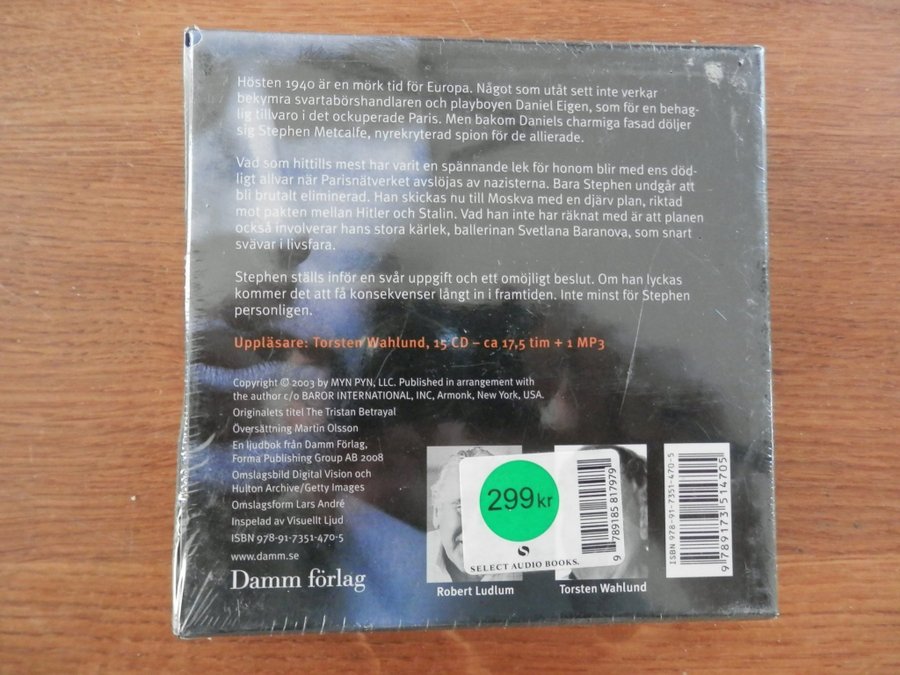 Hösten 1940 är en mörk tid för Europa. Något som utåt sett inte verkar
bekymra svartabörshandlaren och playboyen Daniel Eigen, som för en behag-
lig tillvaro i det ockuperade Paris. Men bakom Daniels charmiga fasad döljer
sig Stephen Metcalfe, nyrekryterad spion för de allierade.
Vad som hittills mest har varit en spännande lek för honom blir med ens död-
ligt allvar när Parisnätverket avslöjas av nazisterna. Bara Stephen undgår att
bli brutalt eliminerad. Han skickas nu till Moskva med en djärv plan, riktad
mot pakten mellan Hitler och Stalin. Vad han inte har räknat med är att planen
också involverar hans stora kärlek, ballerinan Svetlana Baranova, som snart
svävar i livsfara.
Stephen ställs inför en svår uppgift och ett omöjligt beslut. Om han lyckas
kommer det att få konsekvenser långt in i framtiden. Inte minst för Stephen
personligen.
Uppläsare: Torsten Wahlund, 15 CD – ca 17,5 tim + 1 MP3
Copyright © 2003 by MYN PYN, LLC. Published in arrangement with
the author c/o BAROR INTERNATIONAL, INC, Armonk, New York, USA.
Originalets titel The Tristan Betrayal
Översättning Martin Olsson
En ljudbok från Damm Förlag,
Forma Publishing Group AB 2008
Omslagsbild Digital Vision och
Hulton Archive/Getty Images
Omslagsform Lars André
Inspelad av Visuellt Ljud
ISBN 978-91-7351-470-5
www.damm.se
Damm förlag
299 kr
S
SELECT AUDIO BOOKS.
9 789185 817979
Robert Ludlum
Torsten Wahlund
ISBN 978-91-7351-470-5
9 789173 514705